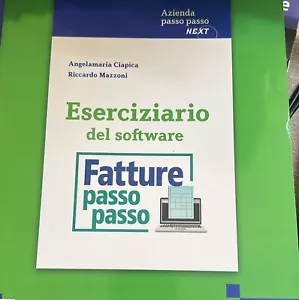 Azienda
passo passo
NEXT
Angelamaria Ciapica
Riccardo Mazzoni
Eserciziario
del software
Fatture
passo
passo